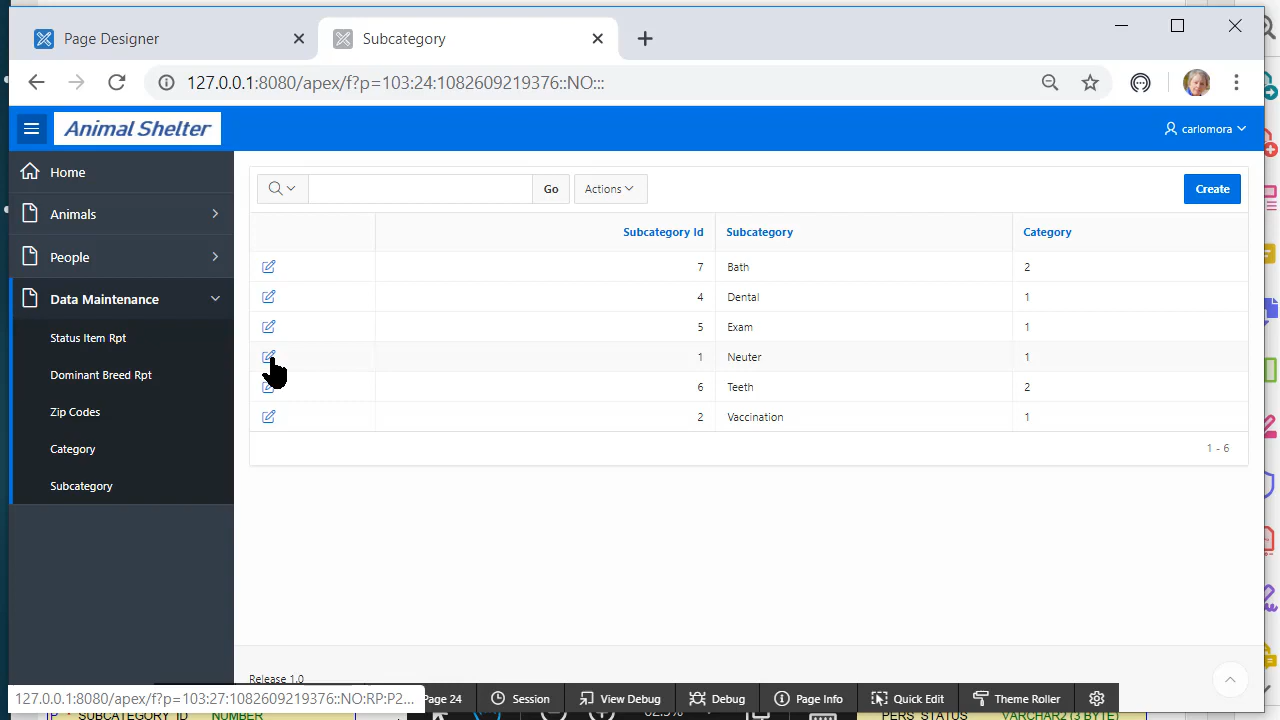 Page Designer
Subcategory
127.0.0.1:8080/apex/f?p=103:24:1082609219376::NO:::
Animal Shelter
carlomora
Home
Animals
People
Data Maintenance
Status Item Rpt
Dominant Breed Rpt
Zip Codes
Category
Subcategory
Go
Actions
Create
Subcategory Id Subcategory Category
7 Bath 2
4 Dental 1
5 Exam 1
1 Neuter 1
6 Teeth 2
2 Vaccination 1
1 - 6
Release 1.0
127.0.0.1:8080/apex/f?p=103:27:1082609219376::NO:RP:P2...
Page 24 Session View Debug Debug Page Info Quick Edit Theme Roller
SUBCATEGORY_ID NUMBER
PERS_STATUS VARCHAR2 (3 BYTE)